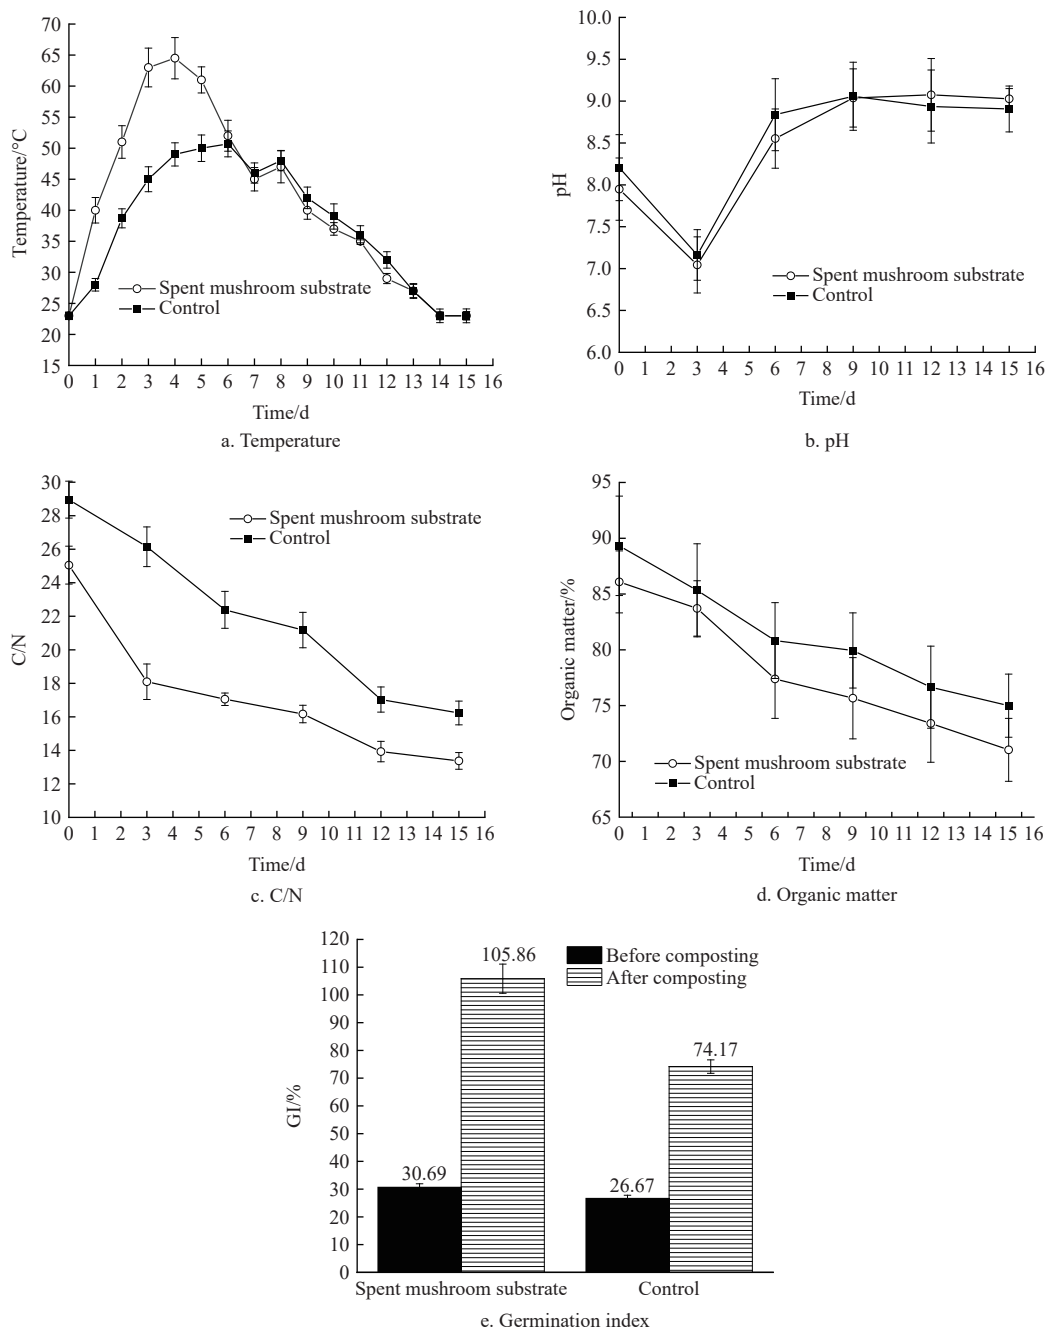 70
65
60
55
50
45
40
35
30
25
20
15
Temperature/°C
Spent mushroom substrate
Control
0 1 2 3 4 5 6 7 8 9 10 11 12 13 14 15 16
Time/d
a. Temperature
10.0
9.5
9.0
8.5
8.0
7.5
7.0
6.5
6.0
pH
Spent mushroom substrate
Control
0 1 2 3 4 5 6 7 8 9 10 11 12 13 14 15 16
Time/d
b. pH
30
28
26
24
22
20
18
16
14
12
10
C/N
Spent mushroom substrate
Control
0 1 2 3 4 5 6 7 8 9 10 11 12 13 14 15 16
Time/d
c. C/N
95
90
85
80
75
70
65
Organic matter/%
Spent mushroom substrate
Control
0 1 2 3 4 5 6 7 8 9 10 11 12 13 14 15 16
Time/d
d. Organic matter
120
110
100
90
80
70
60
50
40
30
20
10
0
GI/%
Before composting
After composting
105.86
74.17
30.69
26.67
Spent mushroom substrate
Control
e. Germination index